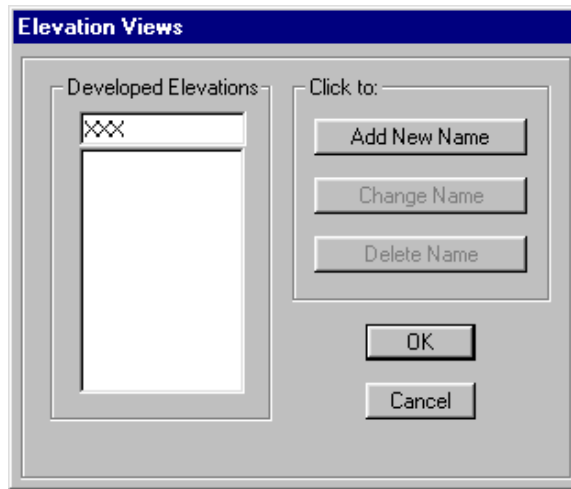 Elevation Views
Developed Elevations
XXX
Click to:
Add New Name
Change Name
Delete Name
OK
Cancel